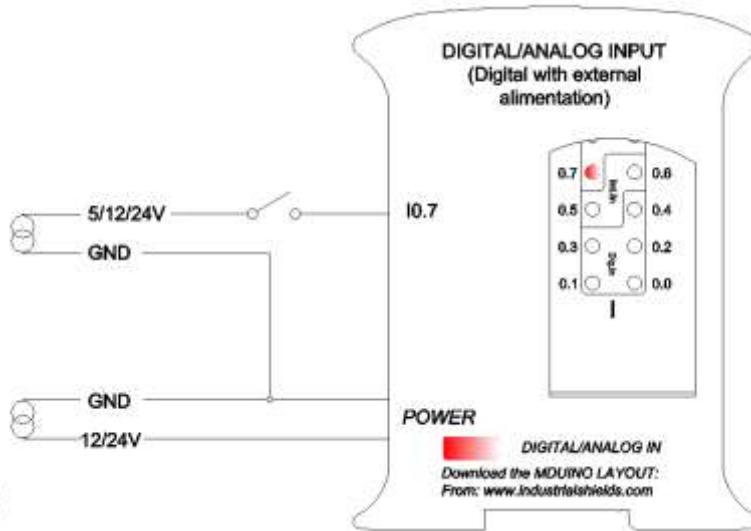 DIGITAL/ANALOG INPUT
(Digital with external
alimentation)
0.7 0.6
0.5 0.4
0.3 0.2
0.1 0.0
Dig.In
I
5/12/24V
I0.7
GND
GND
12/24V
POWER
DIGITAL/ANALOG IN
Download the MDUINO LAYOUT:
From: www.industrialshields.com